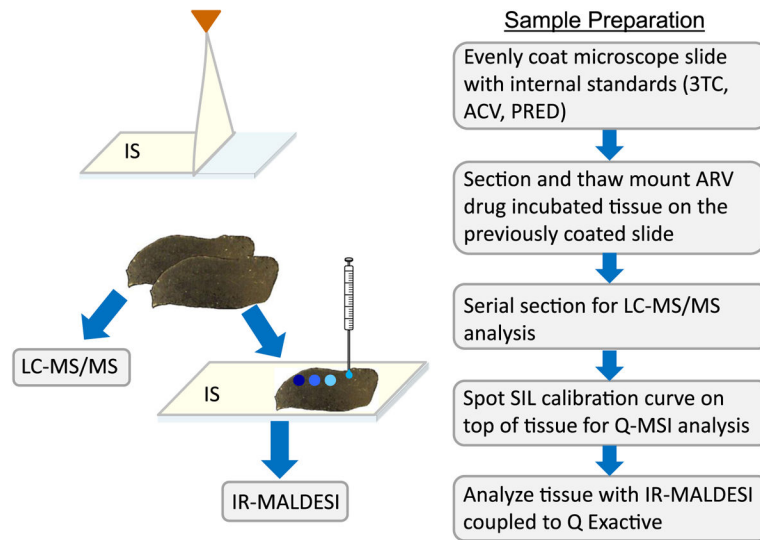 IS
LC-MS/MS
IS
IR-MALDESI
Sample Preparation
Evenly coat microscope slide
with internal standards (3TC,
ACV, PRED)
Section and thaw mount ARV
drug incubated tissue on the
previously coated slide
Serial section for LC-MS/MS
analysis
Spot SIL calibration curve on
top of tissue for Q-MSI analysis
Analyze tissue with IR-MALDESI
coupled to Q Exactive